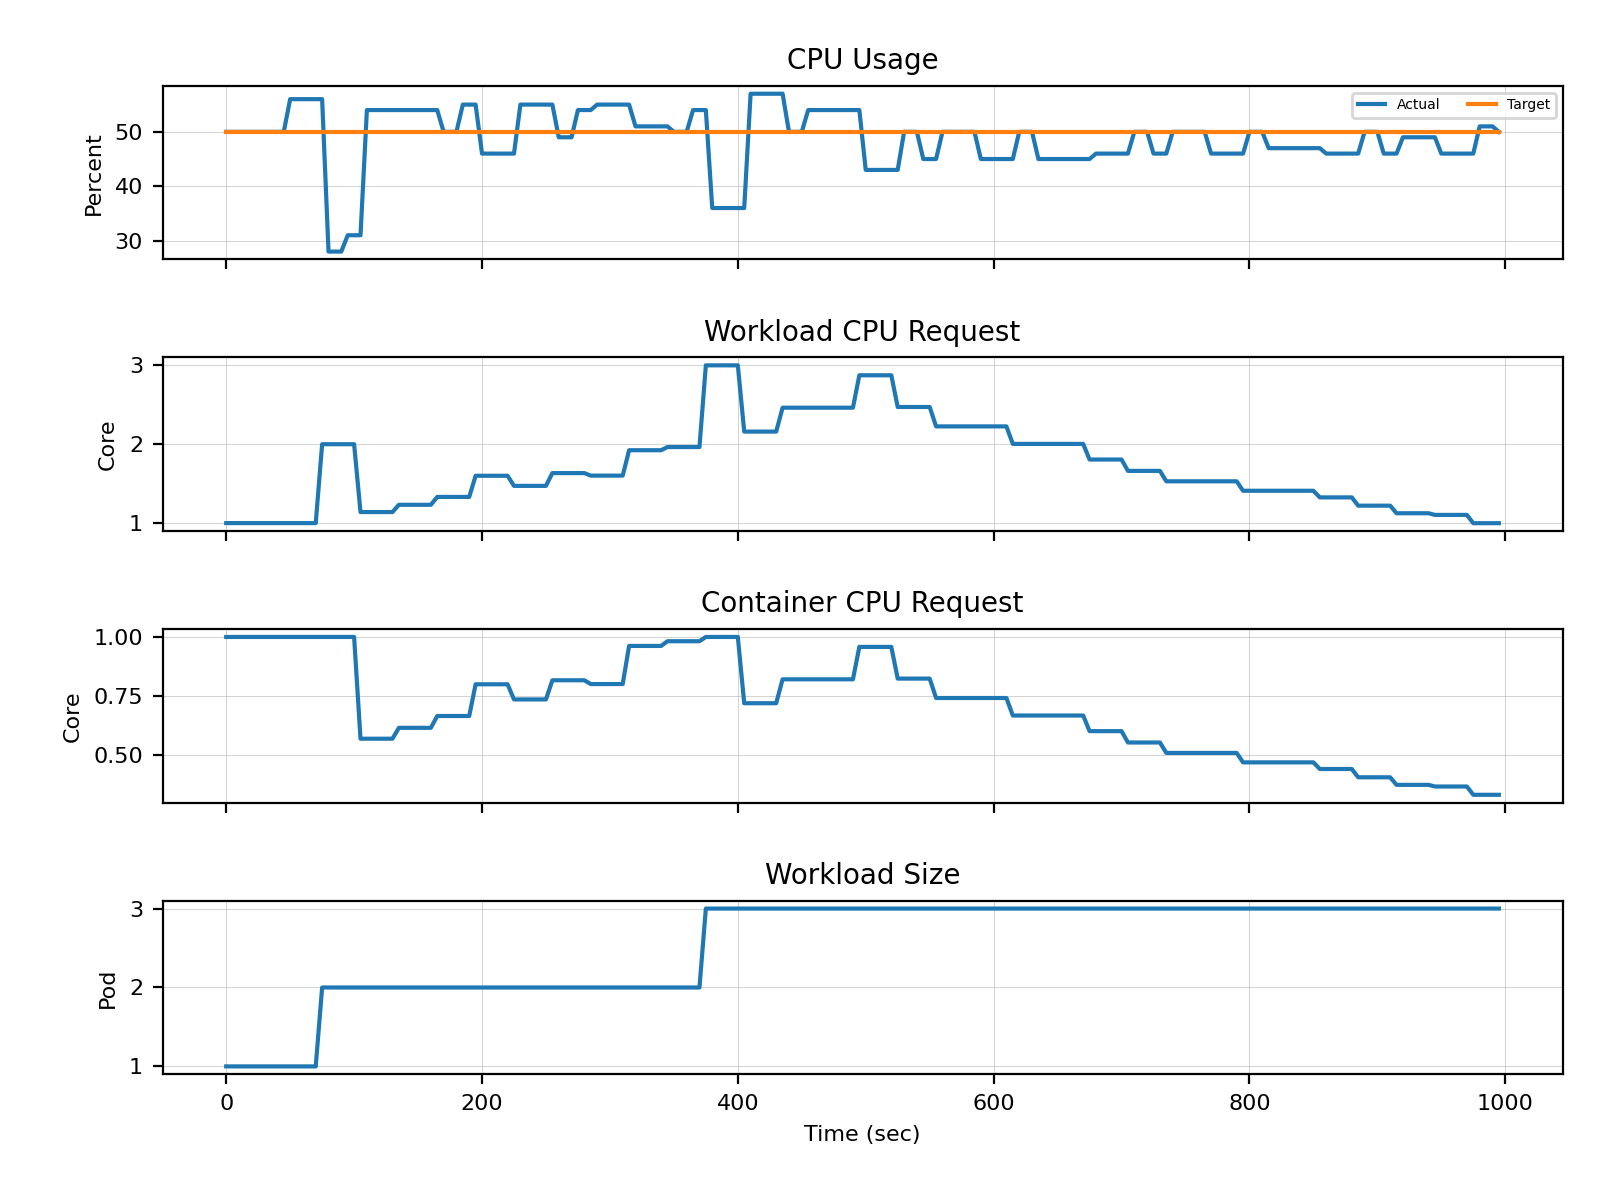 CPU Usage
Percent
50
40
30
Actual
Target
Workload CPU Request
Core
3
2
1
Container CPU Request
Core
1.00
0.75
0.50
Workload Size
Pod
3
2
1
0 200 400 600 800 1000
Time (sec)